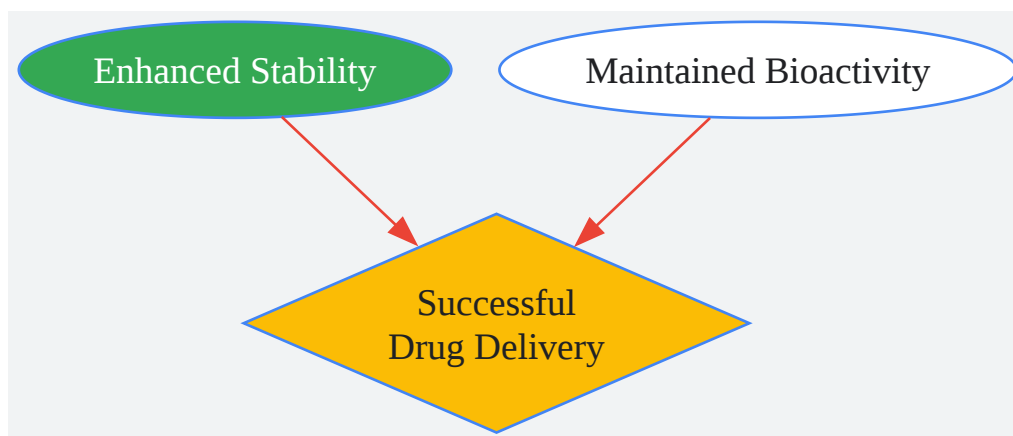 Enhanced Stability
Maintained Bioactivity
Successful
Drug Delivery